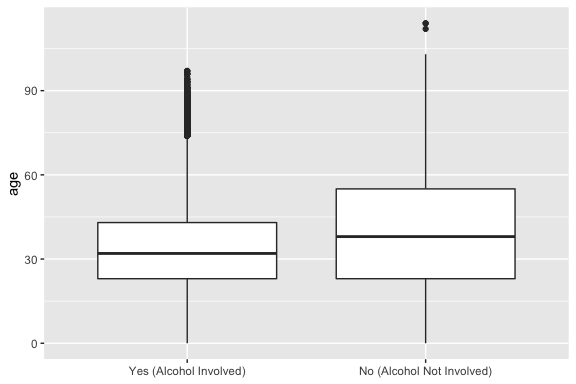 age
90
60
30
0
Yes (Alcohol Involved)
No (Alcohol Not Involved)